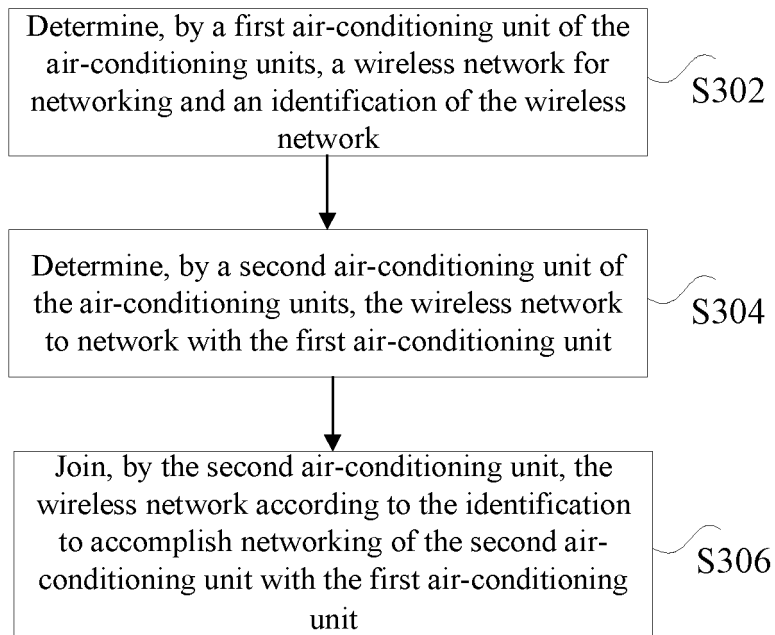 Determine, by a first air-conditioning unit of the
air-conditioning units, a wireless network for
networking and an identification of the wireless
network
S302
Determine, by a second air-conditioning unit of
the air-conditioning units, the wireless network
to network with the first air-conditioning unit
S304
Join, by the second air-conditioning unit, the
wireless network according to the identification
to accomplish networking of the second air-
conditioning unit with the first air-conditioning
unit
S306